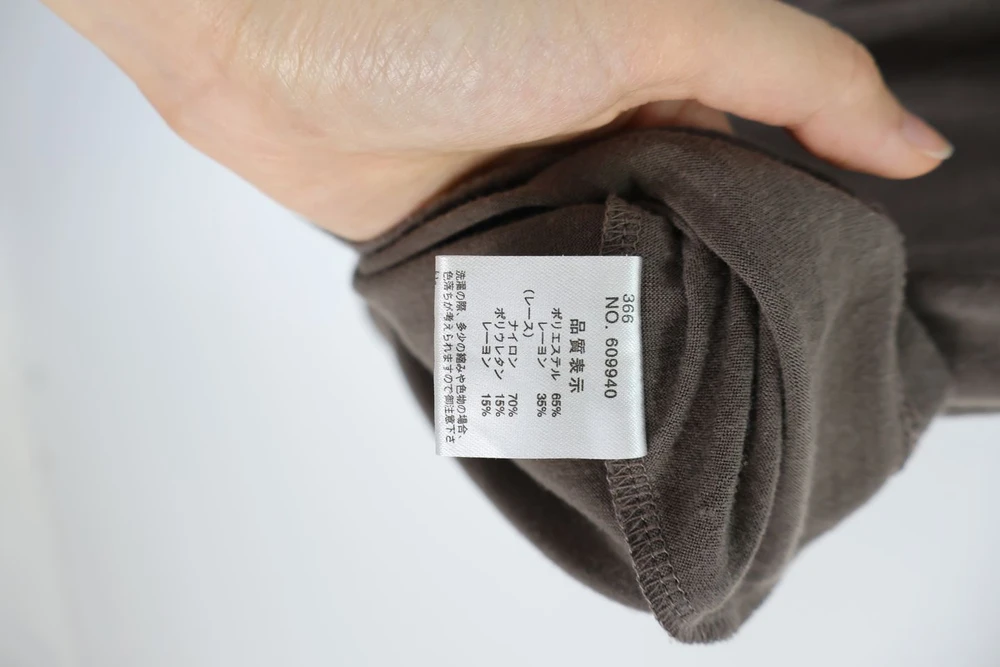 366
NO. 609940
品質表示
ポリエステル 65%
レーヨン 35%
(レース)
ナイロン 70%
ポリウレタン 15%
レーヨン 15%
洗濯の際、多少の縮みや色物の場合、
色落ちが考えられますので御注意下さ